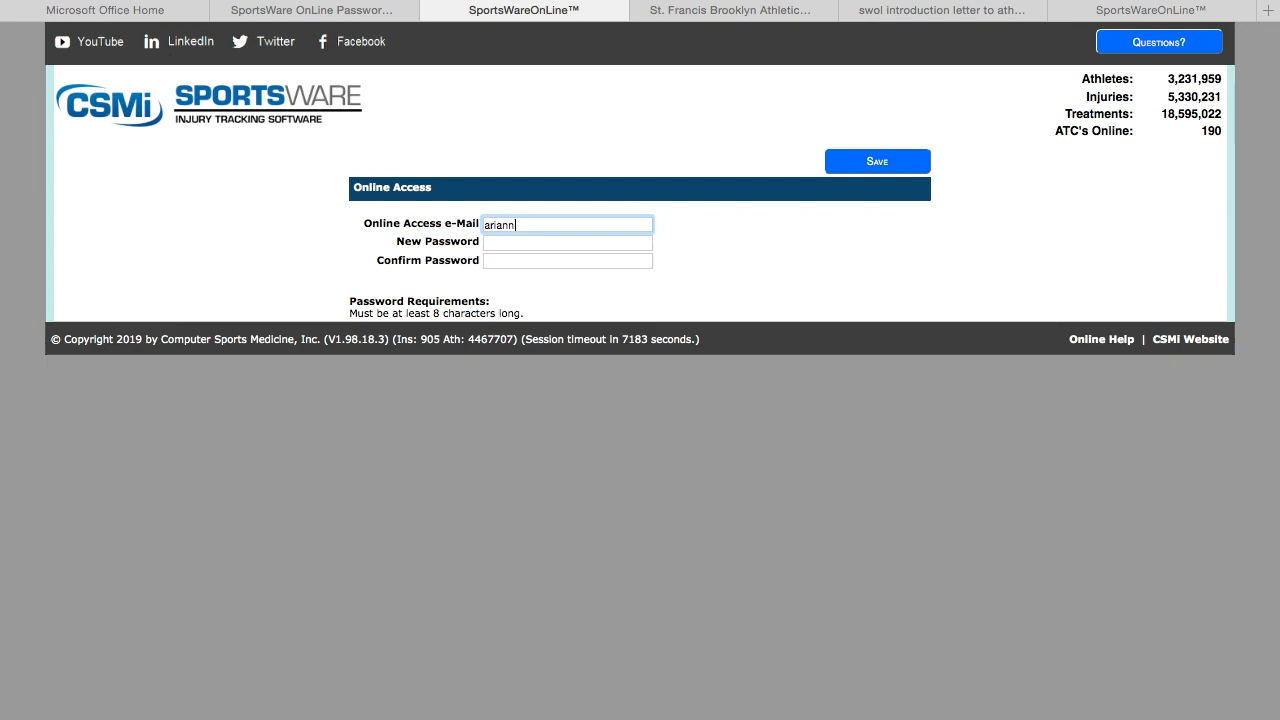 Microsoft Office Home
SportsWare OnLine Passwor...
SportsWareOnLine™
St. Francis Brooklyn Athletic...
swol introduction letter to ath...
SportsWareOnLine™
YouTube
LinkedIn
Twitter
Facebook
Questions?
CSMi
SPORTSWARE
INJURY TRACKING SOFTWARE
Athletes: 3,231,959
Injuries: 5,330,231
Treatments: 18,595,022
ATC's Online: 190
Save
Online Access
Online Access e-Mail ariann
New Password
Confirm Password
Password Requirements:
Must be at least 8 characters long.
© Copyright 2019 by Computer Sports Medicine, Inc. (V1.98.18.3) (Ins: 905 Ath: 4467707) (Session timeout in 7183 seconds.)
Online Help | CSMi Website